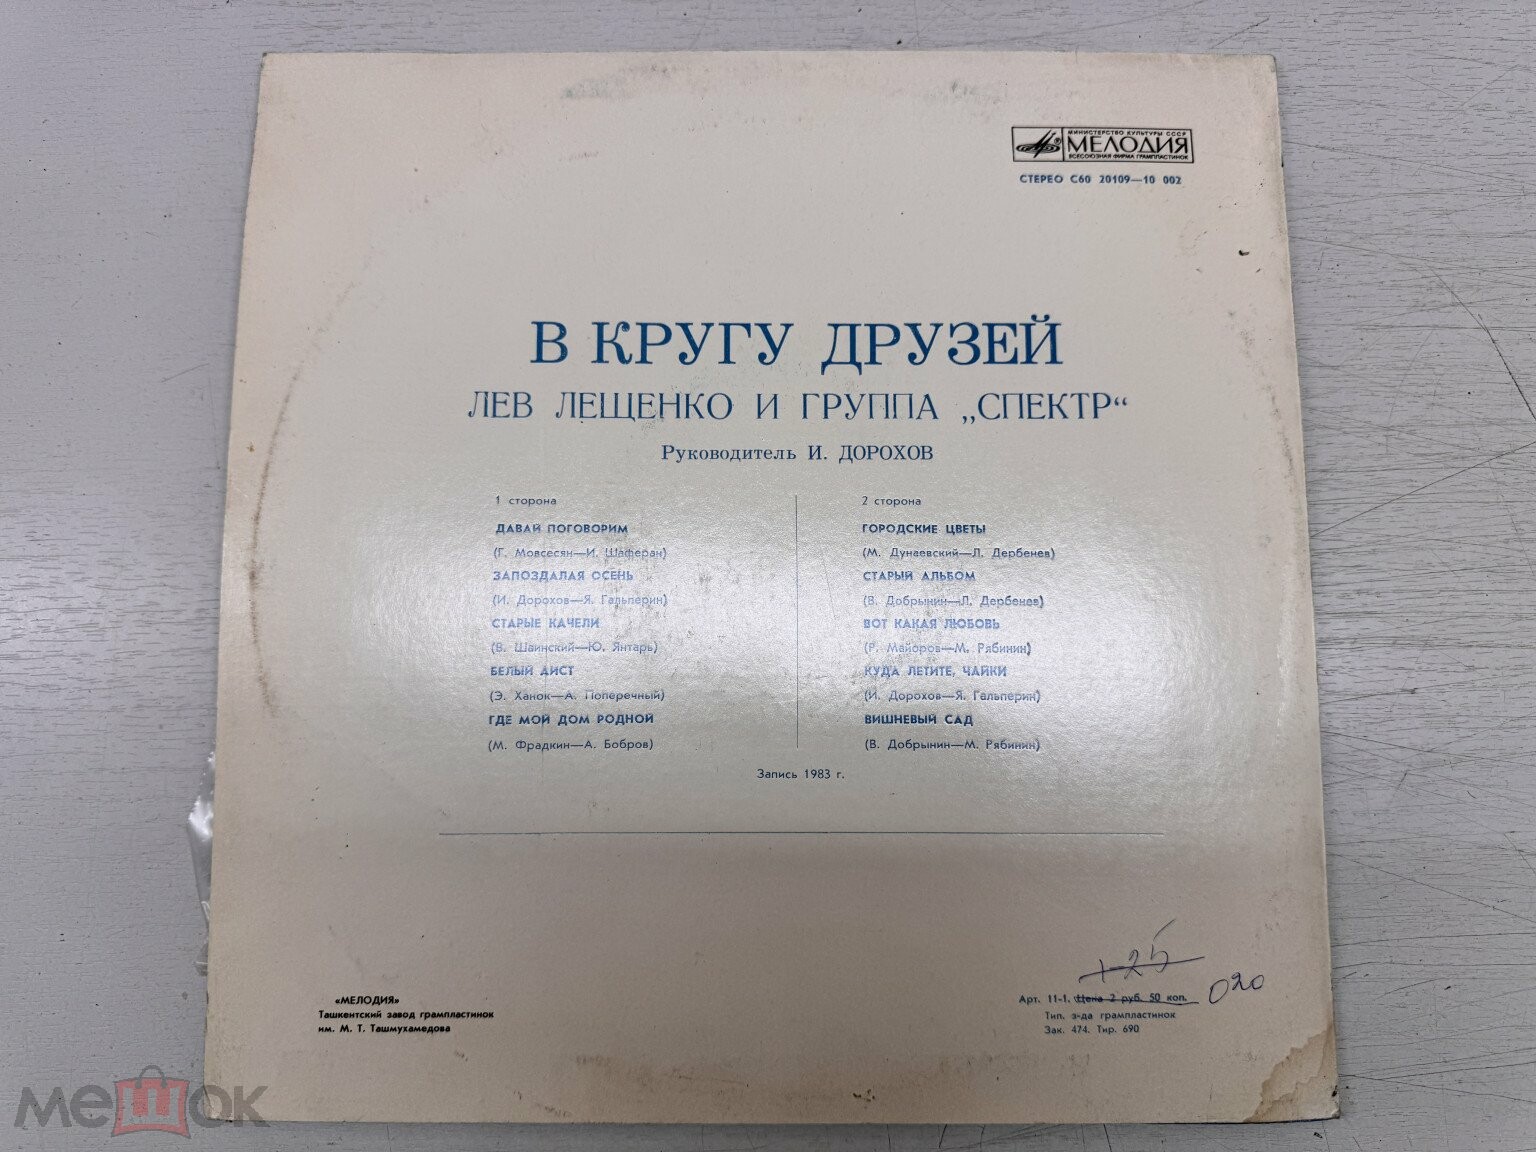 МИНИСТЕРСТВО КУЛЬТУРЫ СССР
МЕЛОДИЯ
ВСЕСОЮЗНАЯ ФИРМА ГРАМПЛАСТИНОК
СТЕРЕО С60 20109—10 002
В КРУГУ ДРУЗЕЙ
ЛЕВ ЛЕЩЕНКО И ГРУППА „СПЕКТР“
Руководитель И. ДОРОХОВ
1 сторона
ДАВАЙ ПОГОВОРИМ
(Г. Мовсесян—И. Шаферан)
ЗАПОЗДАЛАЯ ОСЕНЬ
(И. Дорохов—Я. Гальперин)
СТАРЫЕ КАЧЕЛИ
(В. Шаинский—Ю. Янтарь)
БЕЛЫЙ АИСТ
(Э. Ханок—А. Поперечный)
ГДЕ МОЙ ДОМ РОДНОЙ
(М. Фрадкин—А. Бобров)
2 сторона
ГОРОДСКИЕ ЦВЕТЫ
(М. Дунаевский—Л. Дербенев)
СТАРЫЙ АЛЬБОМ
(В. Добрынин—Л. Дербенев)
ВОТ КАКАЯ ЛЮБОВЬ
(Р. Майоров—М. Рябинин)
КУДА ЛЕТИТЕ, ЧАЙКИ
(И. Дорохов—Я. Гальперин)
ВИШНЕВЫЙ САД
(В. Добрынин—М. Рябинин)
Запись 1983 г.
«МЕЛОДИЯ»
Ташкентский завод грампластинок
им. М. Т. Ташмухамедова
1-25
020
Арт. 11-1. Цена 2 руб. 50 коп.
Тип. з-да грампластинок
Зак. 474. Тир. 690
мешок